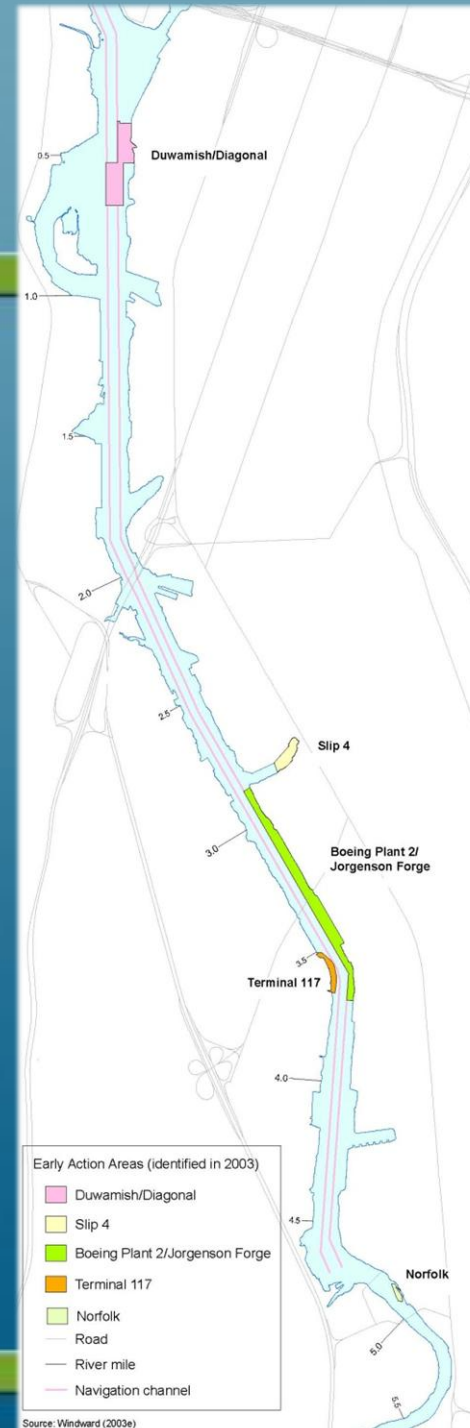 0.5
Duwamish/Diagonal
1.0
1.5
2.0
2.5
Slip 4
3.0
Boeing Plant 2/
Jorgenson Forge
3.5
Terminal 117
4.0
4.5
Norfolk
5.0
5.5
Early Action Areas (identified in 2003)
Duwamish/Diagonal
Slip 4
Boeing Plant 2/Jorgenson Forge
Terminal 117
Norfolk
Road
River mile
Navigation channel
Source: Windward (2003e)